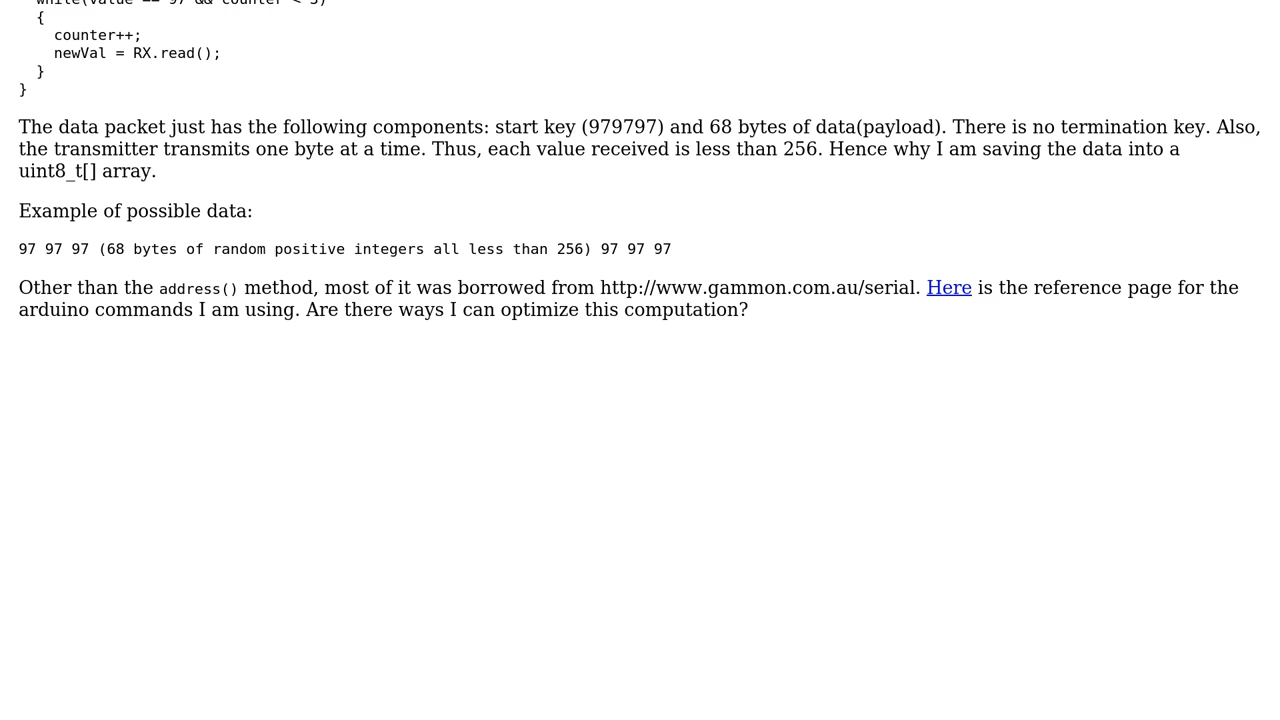 while(value == 97 && counter < 3)
{
counter++;
newVal = RX.read();
}
}
The data packet just has the following components: start key (979797) and 68 bytes of data(payload). There is no termination key. Also,
the transmitter transmits one byte at a time. Thus, each value received is less than 256. Hence why I am saving the data into a
uint8_t[] array.
Example of possible data:
97 97 97 (68 bytes of random positive integers all less than 256) 97 97 97
Other than the address() method, most of it was borrowed from http://www.gammon.com.au/serial. Here is the reference page for the
arduino commands I am using. Are there ways I can optimize this computation?